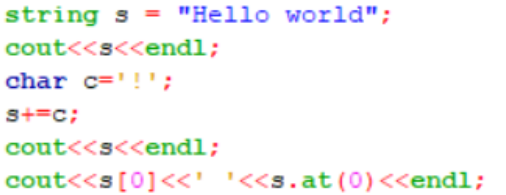 string s = "Hello world";
cout<<s<<endl;
char c='!';
s+=c;
cout<<s<<endl;
cout<<s[0]<<' '<<s.at(0)<<endl;